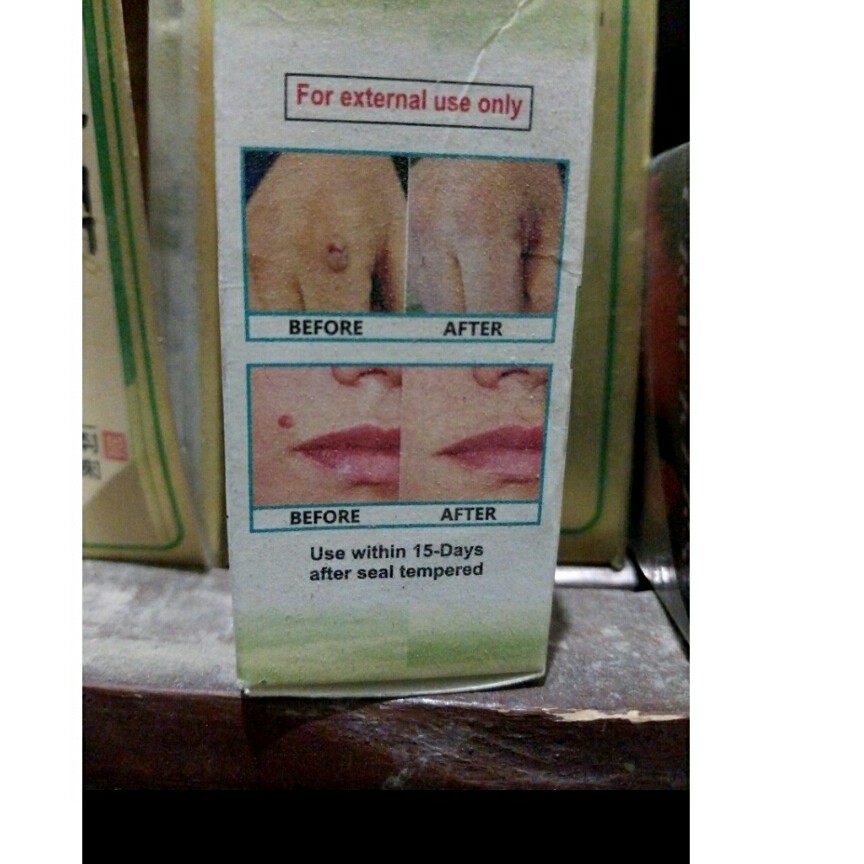 For external use only
BEFORE AFTER
BEFORE AFTER
Use within 15-Days
after seal tempered